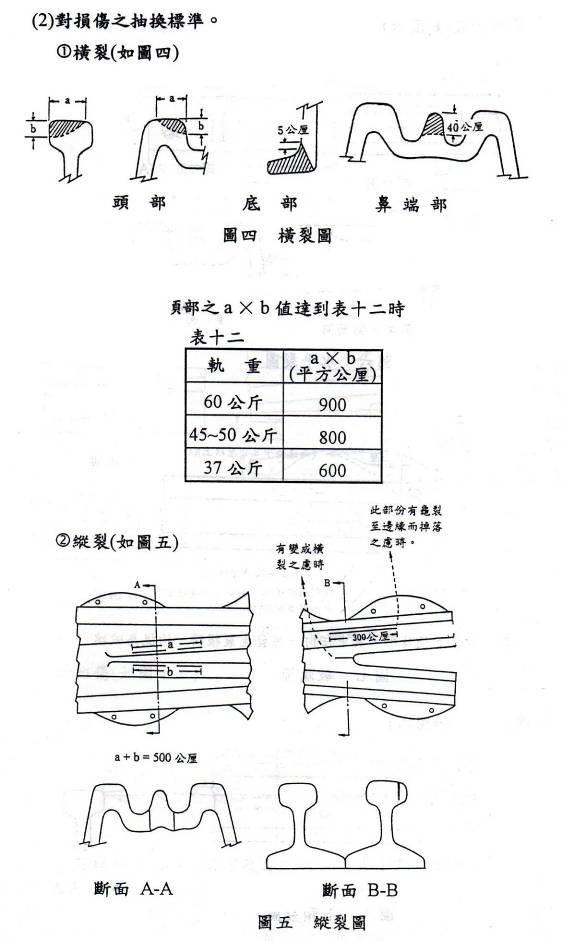 (2)對損傷之抽換標準。
①橫裂(如圖四)
a
b
a
b
5公厘
40公厘
頭部
底部
鼻端部
圖四 橫裂圖
頁部之a×b值達到表十二時
表十二
軌重 a×b
(平方公厘)
60公斤 900
45~50公斤 800
37公斤 600
②縱裂(如圖五)
此部份有龜裂
至邊緣而掉落
之慮時。
有變成橫
裂之慮時
A
B
a
b
300公厘
a+b=500公厘
斷面 A-A
斷面 B-B
圖五 縱裂圖